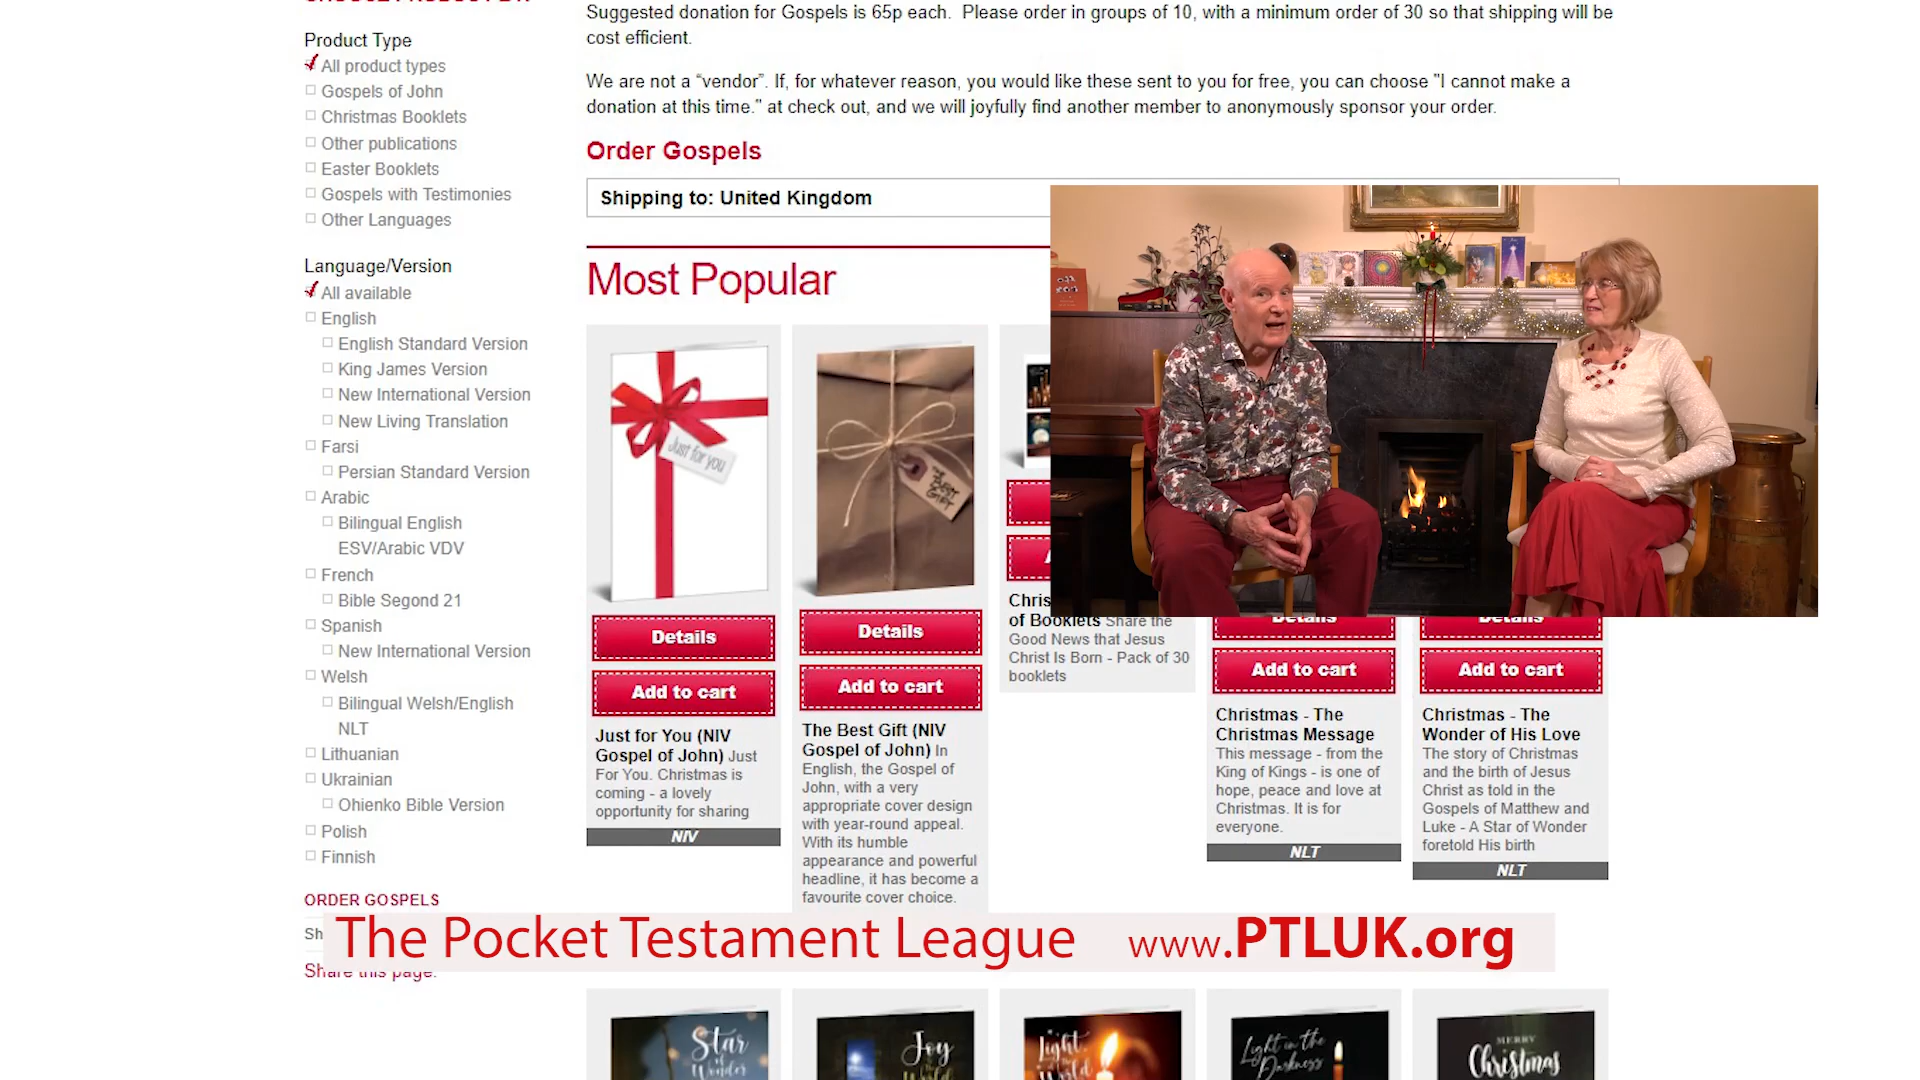 Product Type
All product types
Gospels of John
Christmas Booklets
Other publications
Easter Booklets
Gospels with Testimonies
Other Languages
Language/Version
All available
English
English Standard Version
King James Version
New International Version
New Living Translation
Farsi
Persian Standard Version
Arabic
Bilingual English
ESV/Arabic VDV
French
Bible Segond 21
Spanish
New International Version
Welsh
Bilingual Welsh/English
NLT
Lithuanian
Ukrainian
Ohienko Bible Version
Polish
Finnish
ORDER GOSPELS
Sh
Share this page:
Suggested donation for Gospels is 65p each. Please order in groups of 10, with a minimum order of 30 so that shipping will be
cost efficient.
We are not a “vendor”. If, for whatever reason, you would like these sent to you for free, you can choose "I cannot make a
donation at this time." at check out, and we will joyfully find another member to anonymously sponsor your order.
Order Gospels
Shipping to: United Kingdom
Most Popular
Just for you
Details
Add to cart
Just for You (NIV
Gospel of John) Just
For You. Christmas is
coming - a lovely
opportunity for sharing
NIV
BEST
GIFT
Details
Add to cart
The Best Gift (NIV
Gospel of John) In
English, the Gospel of
John, with a very
appropriate cover design
with year-round appeal.
With its humble
appearance and powerful
headline, it has become a
favourite cover choice.
Chris
of Booklets Share the
Good News that Jesus
Christ Is Born - Pack of 30
booklets
Details
Add to cart
Christmas - The
Christmas Message
This message - from the
King of Kings - is one of
hope, peace and love at
Christmas. It is for
everyone.
NLT
Details
Add to cart
Christmas - The
Wonder of His Love
The story of Christmas
and the birth of Jesus
Christ as told in the
Gospels of Matthew and
Luke - A Star of Wonder
foretold His birth
NLT
The Pocket Testament League www.PTLUK.org
Star
of
Wonder
Joy
World
Light
World
Light in the
Darkness
MERRY
Christmas